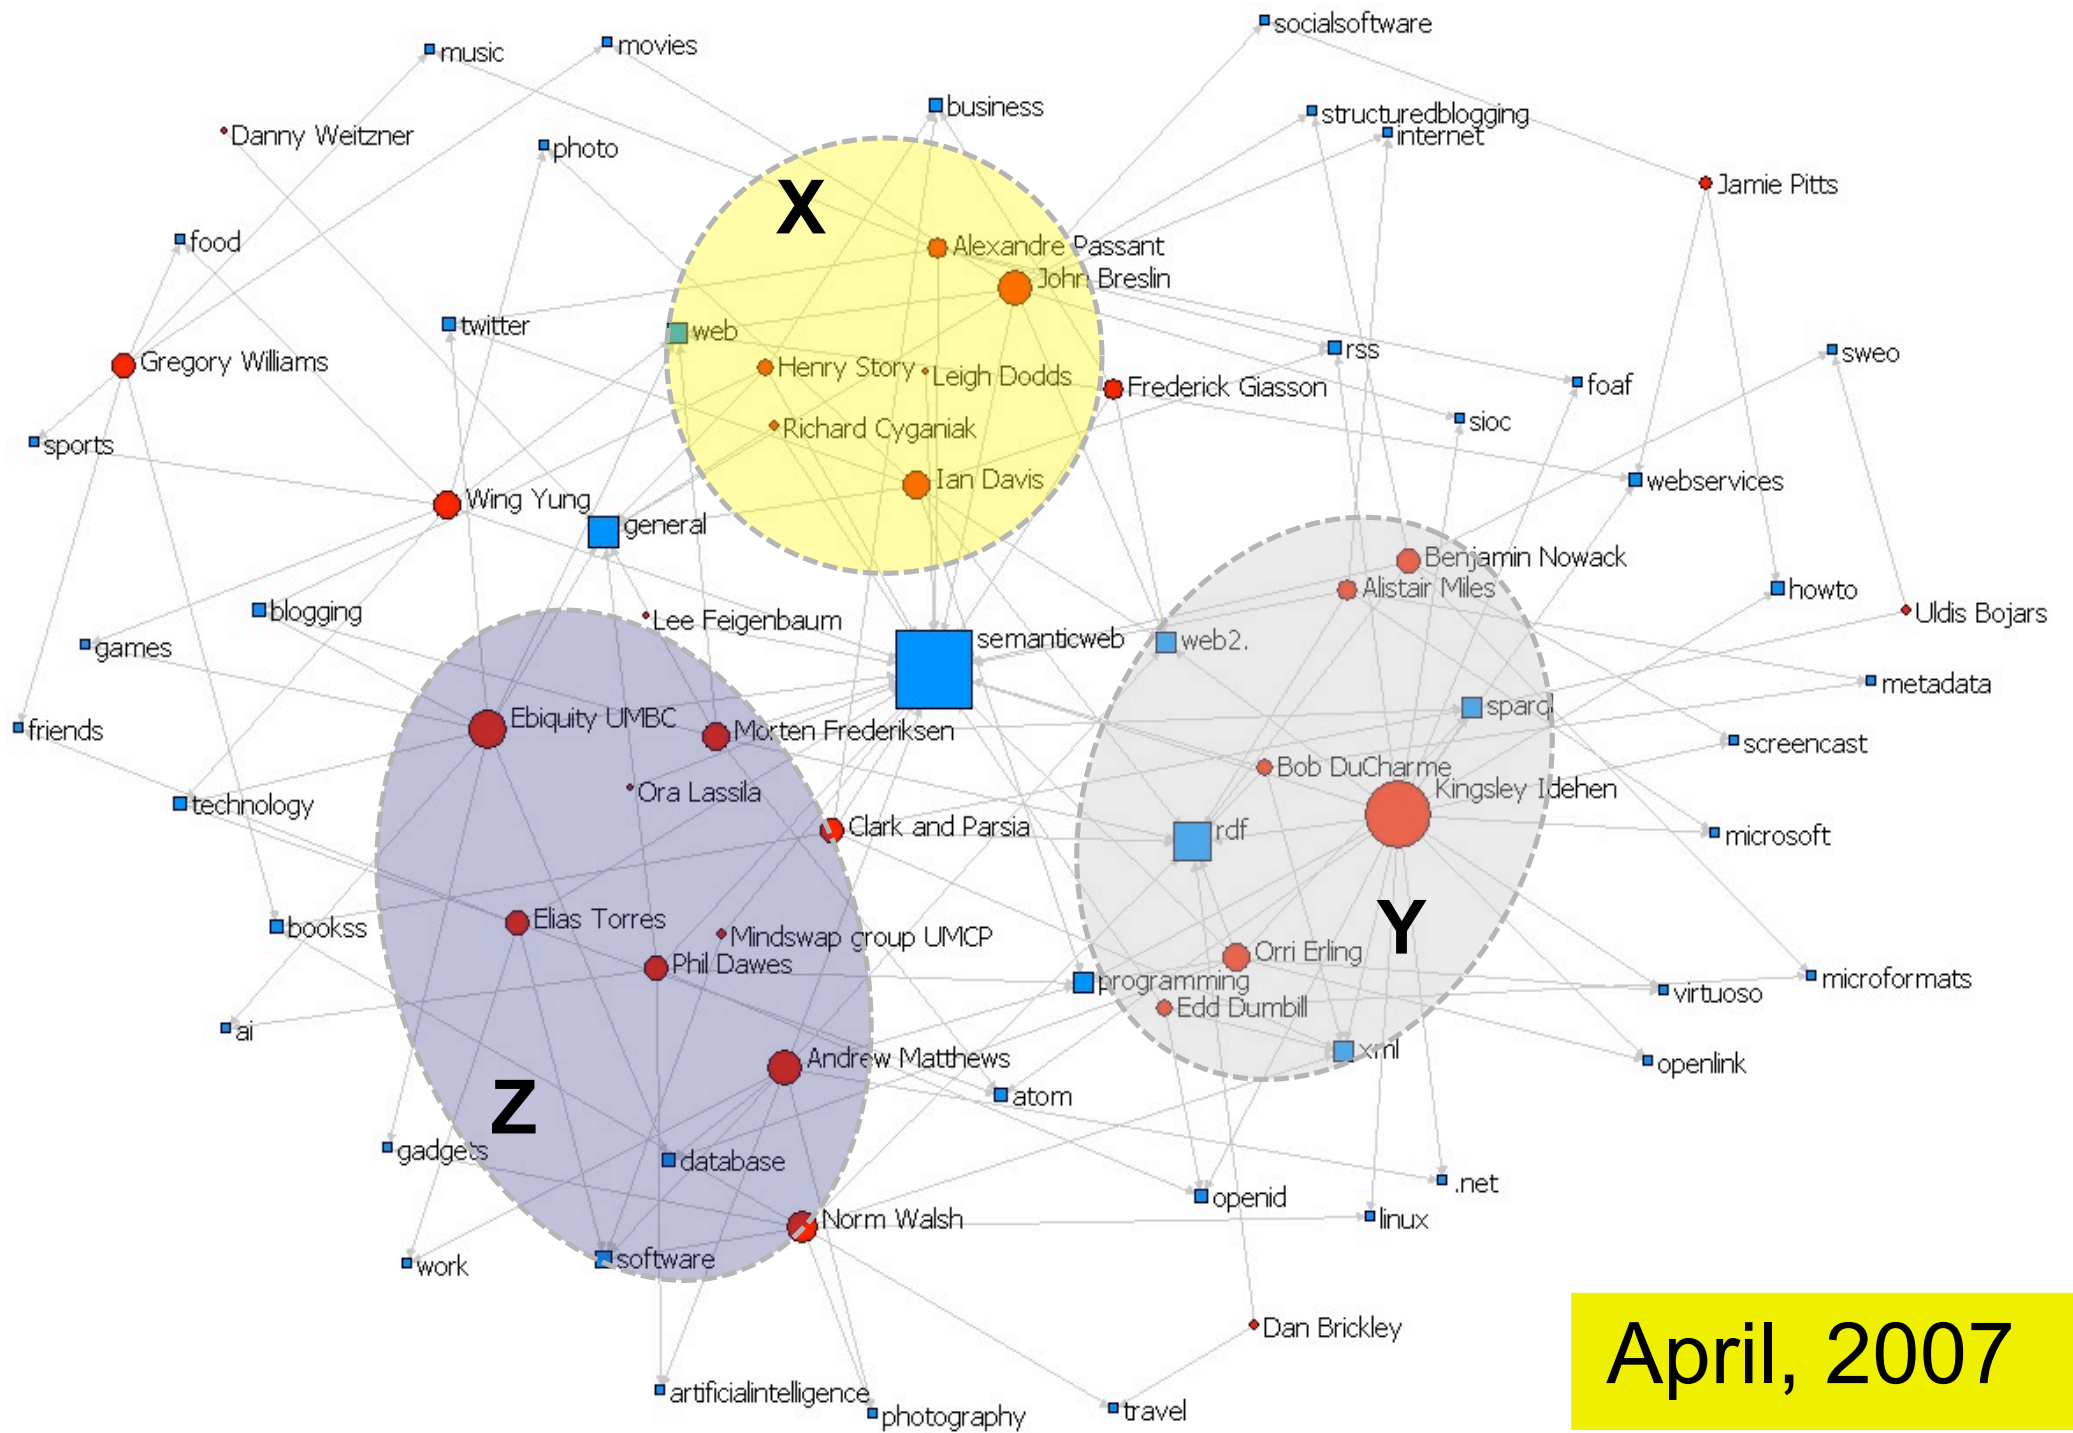 socialsoftware
music
movies
business
structuredblogging
internet
Danny Weitzner
photo
Jamie Pitts
X
food
Alexandre Passant
John Breslin
twitter
web
rss
sweo
Gregory Williams
Henry Story
Leigh Dodds
Frederick Giasson
foaf
sioc
sports
Richard Cyganiak
Ian Davis
webservices
Wing Yung
general
Benjamin Nowack
Alistair Miles
howto
blogging
Lee Feigenbaum
Uldis Bojars
games
semanticweb
web2.
metadata
Ebiquity UMBC
sparql
friends
Morten Frederiksen
screencast
Bob DuCharme
Ora Lassila
Kingsley Idehen
technology
Clark and Parsia
rdf
microsoft
Elias Torres
bookss
Mindswap group UMCP
Y
Orri Erling
Phil Dawes
programming
microformats
virtuoso
Edd Dumbill
ai
Andrew Matthews
xml
openlink
Z
atom
gadgets
database
.net
openid
Norm Walsh
linux
software
work
Dan Brickley
April, 2007
artificialintelligence
photography
travel